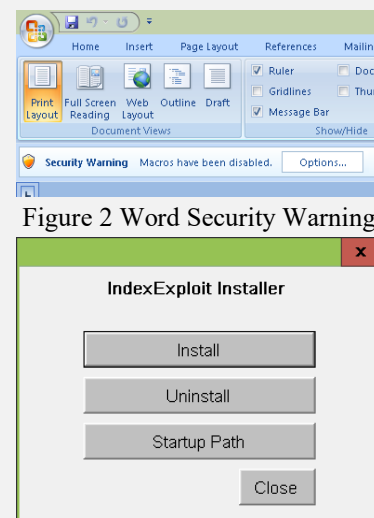 Home Insert Page Layout References Mailin
Ruler Doc
Gridlines Thu
Message Bar
Print Layout Full Screen Reading Web Layout Outline Draft
Document Views Show/Hide
Security Warning Macros have been disabled. Options...
Figure 2 Word Security Warning
x
IndexExploit Installer
Install
Uninstall
Startup Path
Close